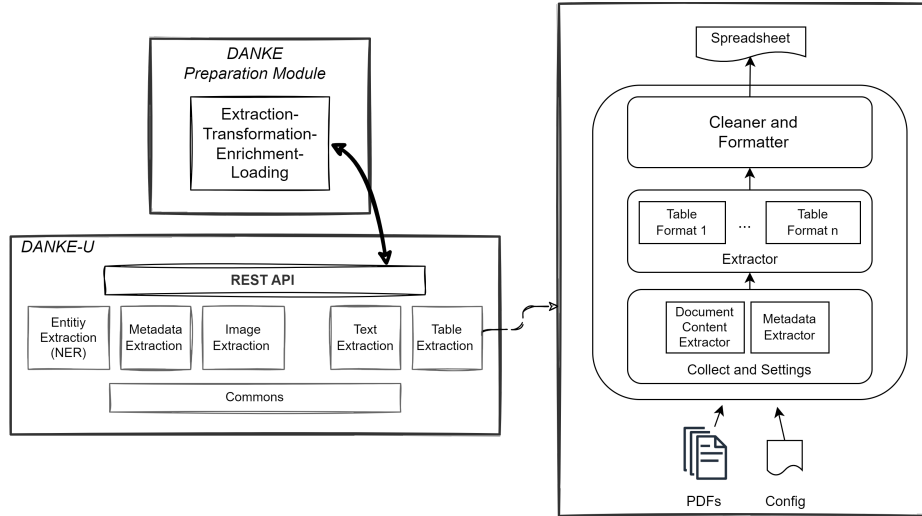 DANKE
Preparation Module
Extraction-
Transformation-
Enrichment-
Loading
DANKE-U
REST API
Entitiy
Extraction
(NER)
Metadata
Extraction
Image
Extraction
Text
Extraction
Table
Extraction
Commons
Spreadsheet
Cleaner and
Formatter
Table
Format 1
...
Table
Format n
Extractor
Document
Content
Extractor
Metadata
Extractor
Collect and Settings
PDFs
Config